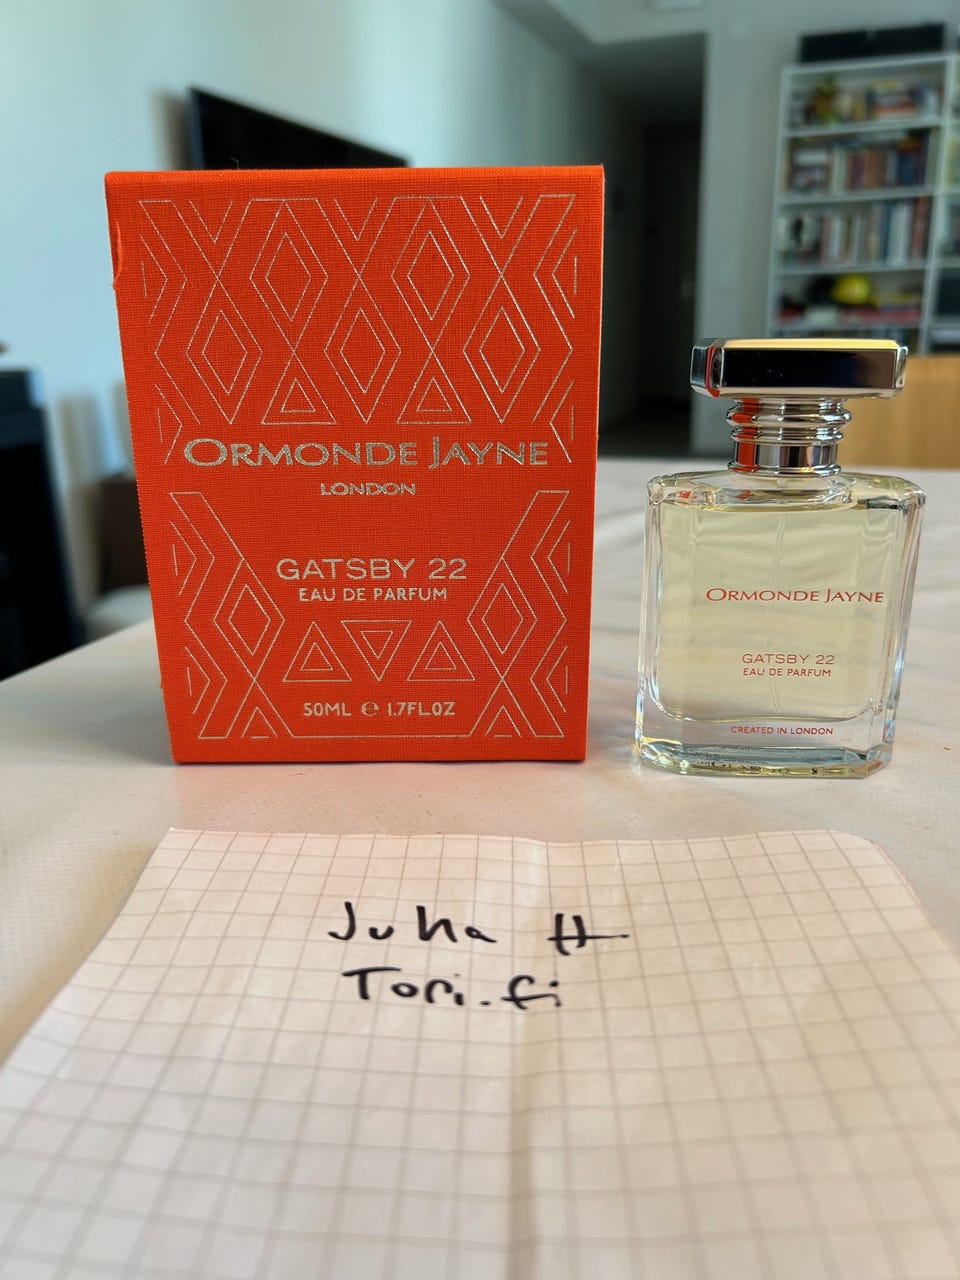 ORMONDE JAYNE
LONDON
GATSBY 22
EAU DE PARFUM
50ML ℮ 1.7FL.OZ
ORMONDE JAYNE
GATSBY 22
EAU DE PARFUM
CREATED IN LONDON
Juha H.
Tori.fi